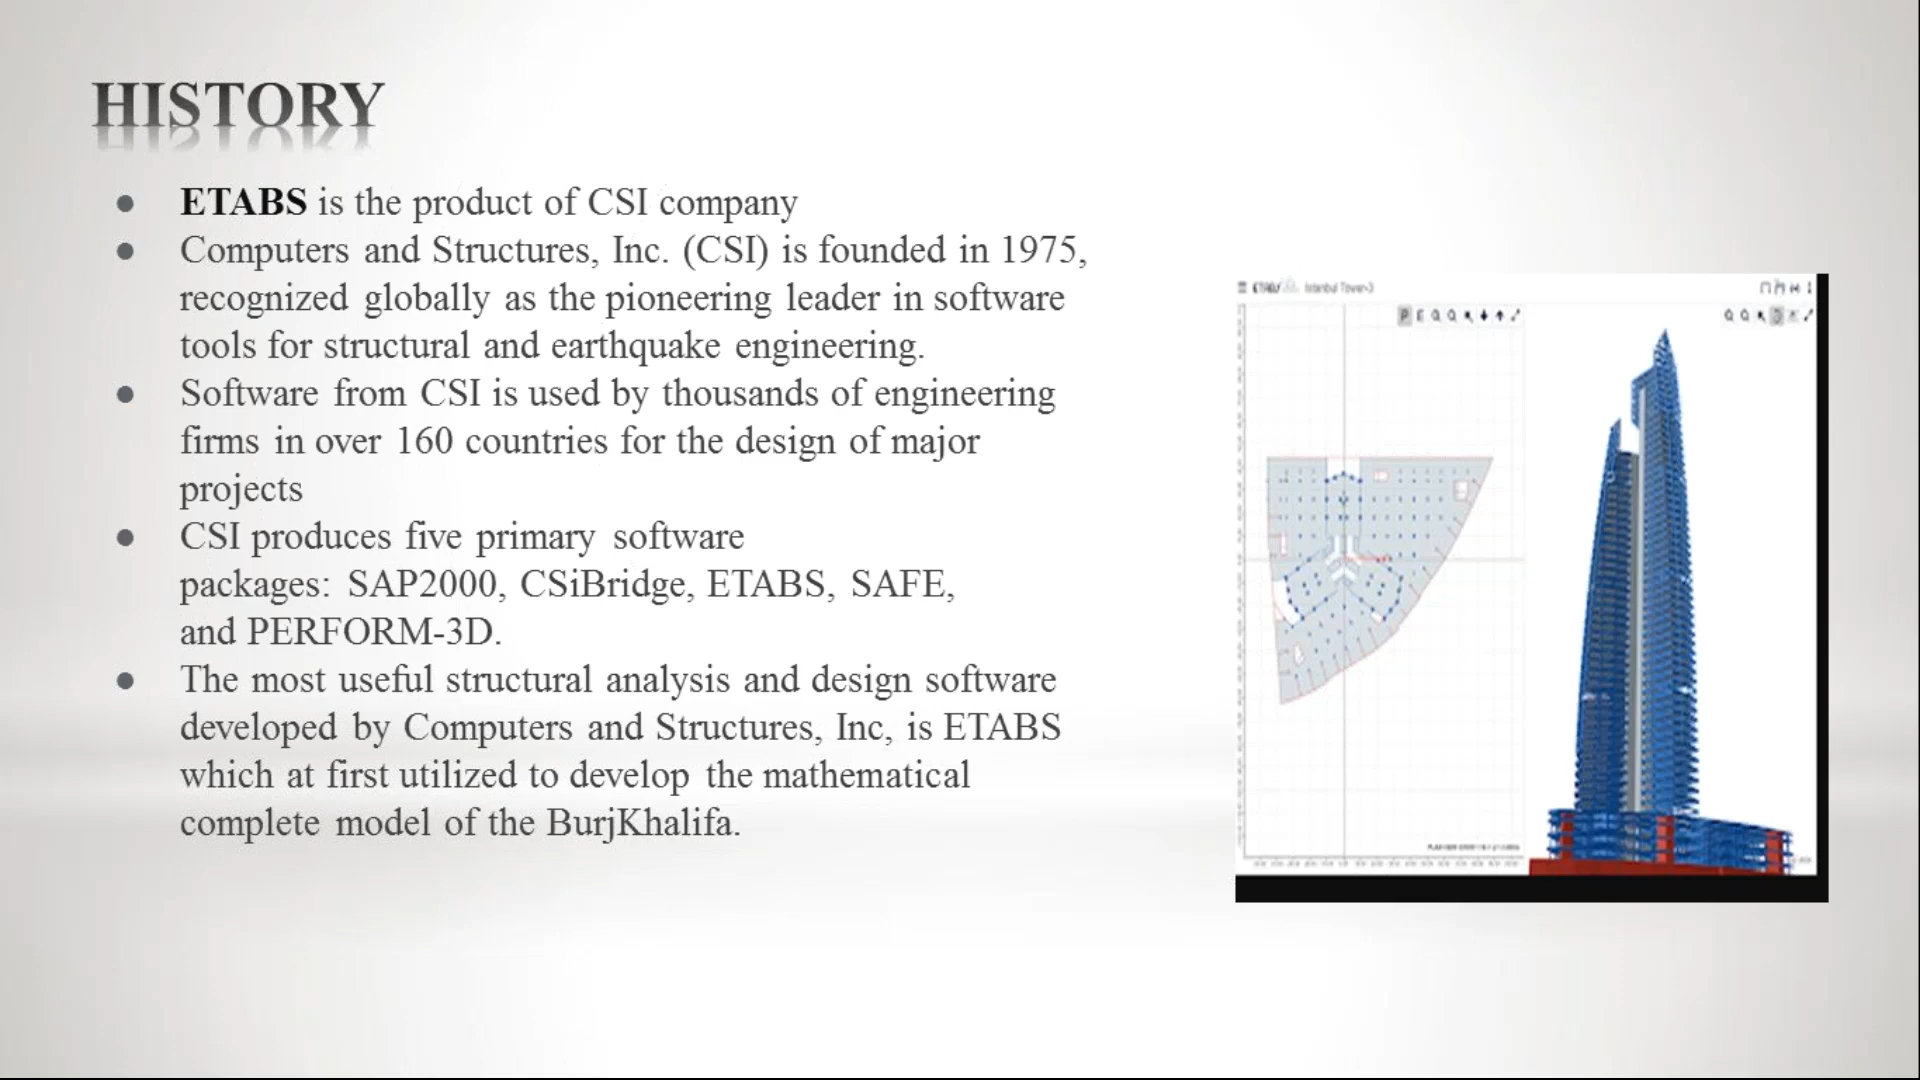 HISTORY
ETABS is the product of CSI company
Computers and Structures, Inc. (CSI) is founded in 1975,
recognized globally as the pioneering leader in software
tools for structural and earthquake engineering.
Software from CSI is used by thousands of engineering
firms in over 160 countries for the design of major
projects
CSI produces five primary software
packages: SAP2000, CSiBridge, ETABS, SAFE,
and PERFORM-3D.
The most useful structural analysis and design software
developed by Computers and Structures, Inc, is ETABS
which at first utilized to develop the mathematical
complete model of the BurjKhalifa.
ETABS Istanbul Tower-3